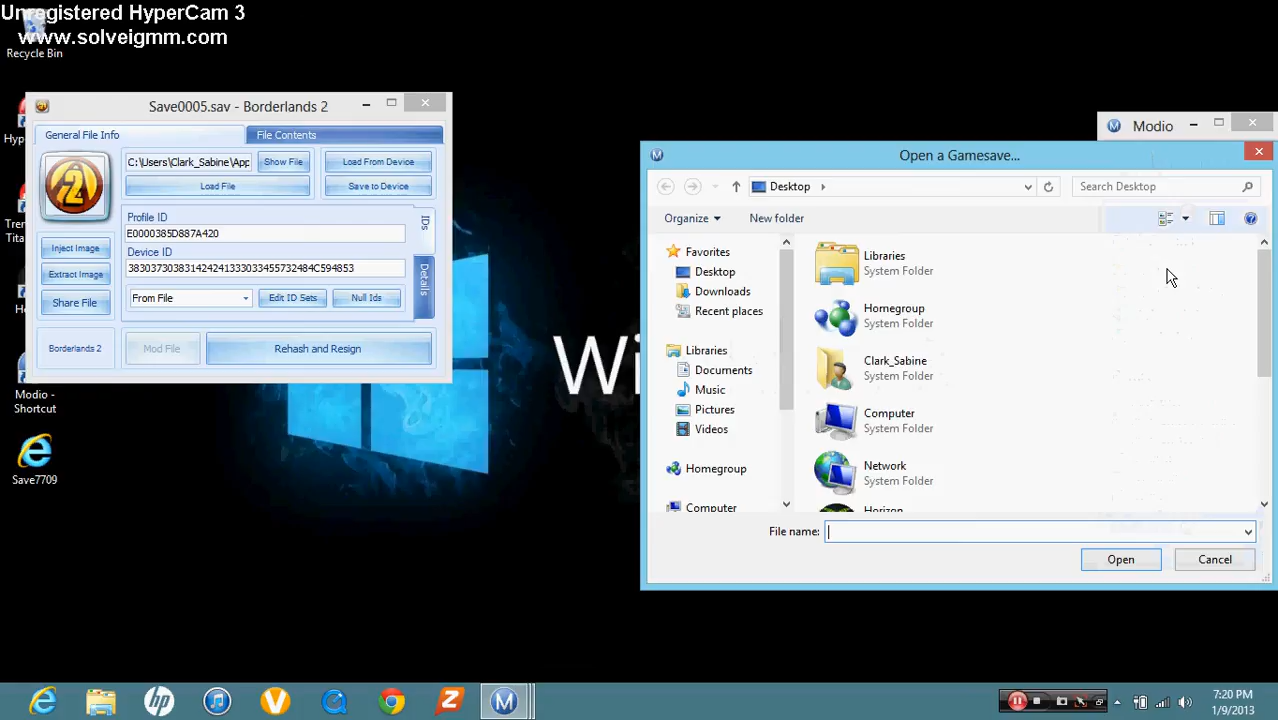 Unregistered HyperCam 3
www.solveigmm.com
Recycle Bin
Save0005.sav - Borderlands 2
General File Info
File Contents
C:\Users\Clark_Sabine\App
Show File
Load From Device
Load File
Save to Device
Profile ID
E0000385D887A420
IDs
Device ID
3830373038314242413330334557324​84C594853
Details
Inject Image
Extract Image
Share File
From File
Edit ID Sets
Null Ids
Borderlands 2
Mod File
Rehash and Resign
Modio -
Shortcut
Save7709
Wi
Modio
Open a Gamesave...
Desktop
Search Desktop
Organize
New folder
Favorites
Desktop
Downloads
Recent places
Libraries
Documents
Music
Pictures
Videos
Homegroup
Computer
Libraries
System Folder
Homegroup
System Folder
Clark_Sabine
System Folder
Computer
System Folder
Network
System Folder
Horizon
File name:
Open
Cancel
7:20 PM
1/9/2013